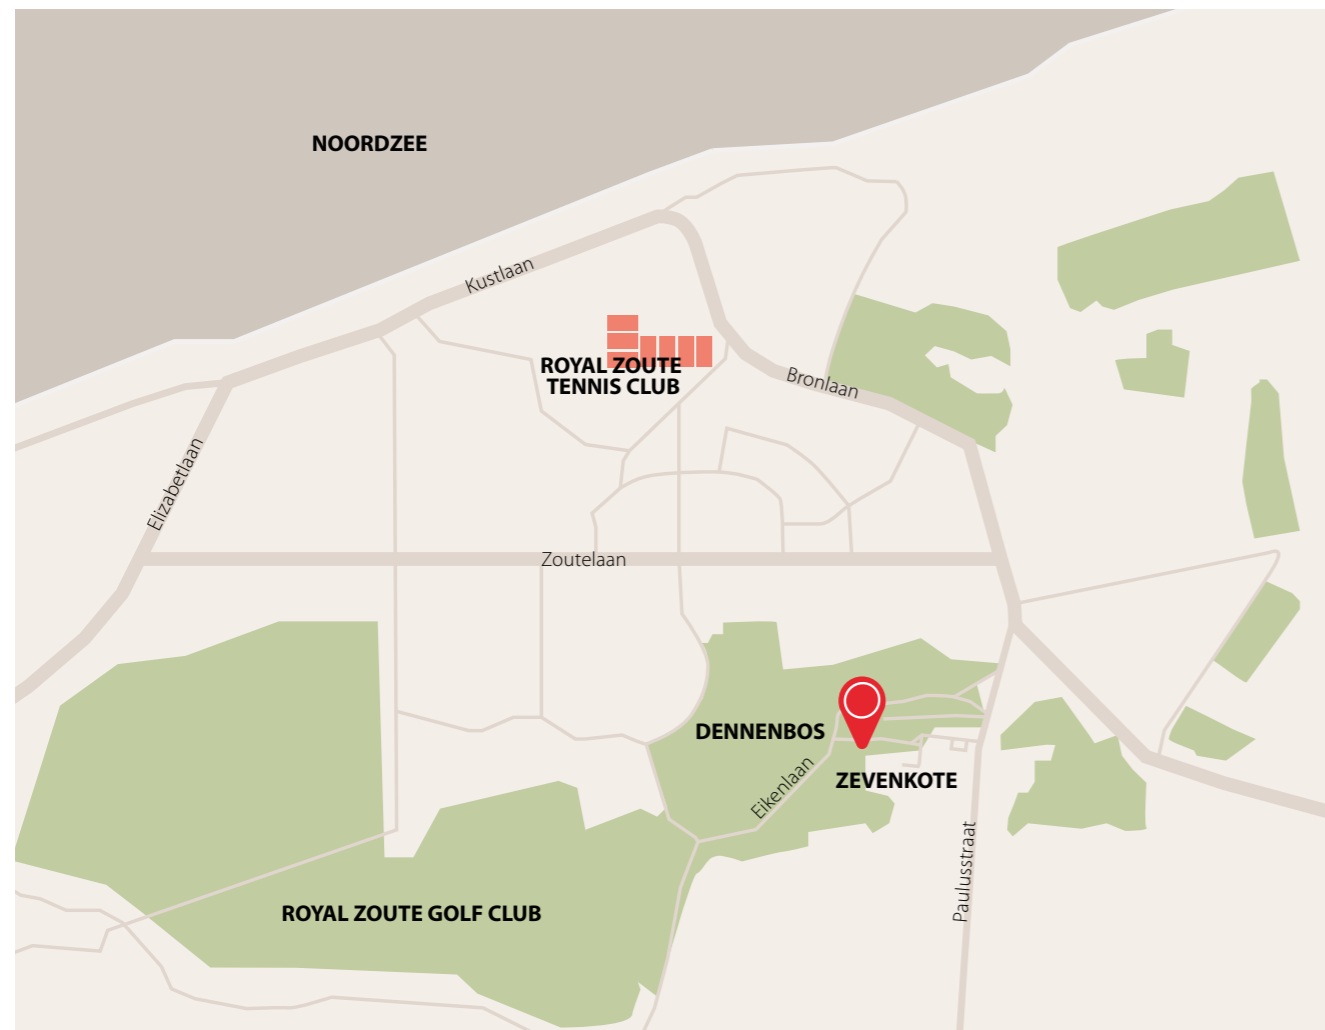 NOORDZEE
Kustlaan
ROYAL ZOUTE
TENNIS CLUB
Bronlaan
Elizabetlaan
Zoutelaan
DENNENBOS
Eikenlaan
ZEVENKOTE
Paulusstraat
ROYAL ZOUTE GOLF CLUB